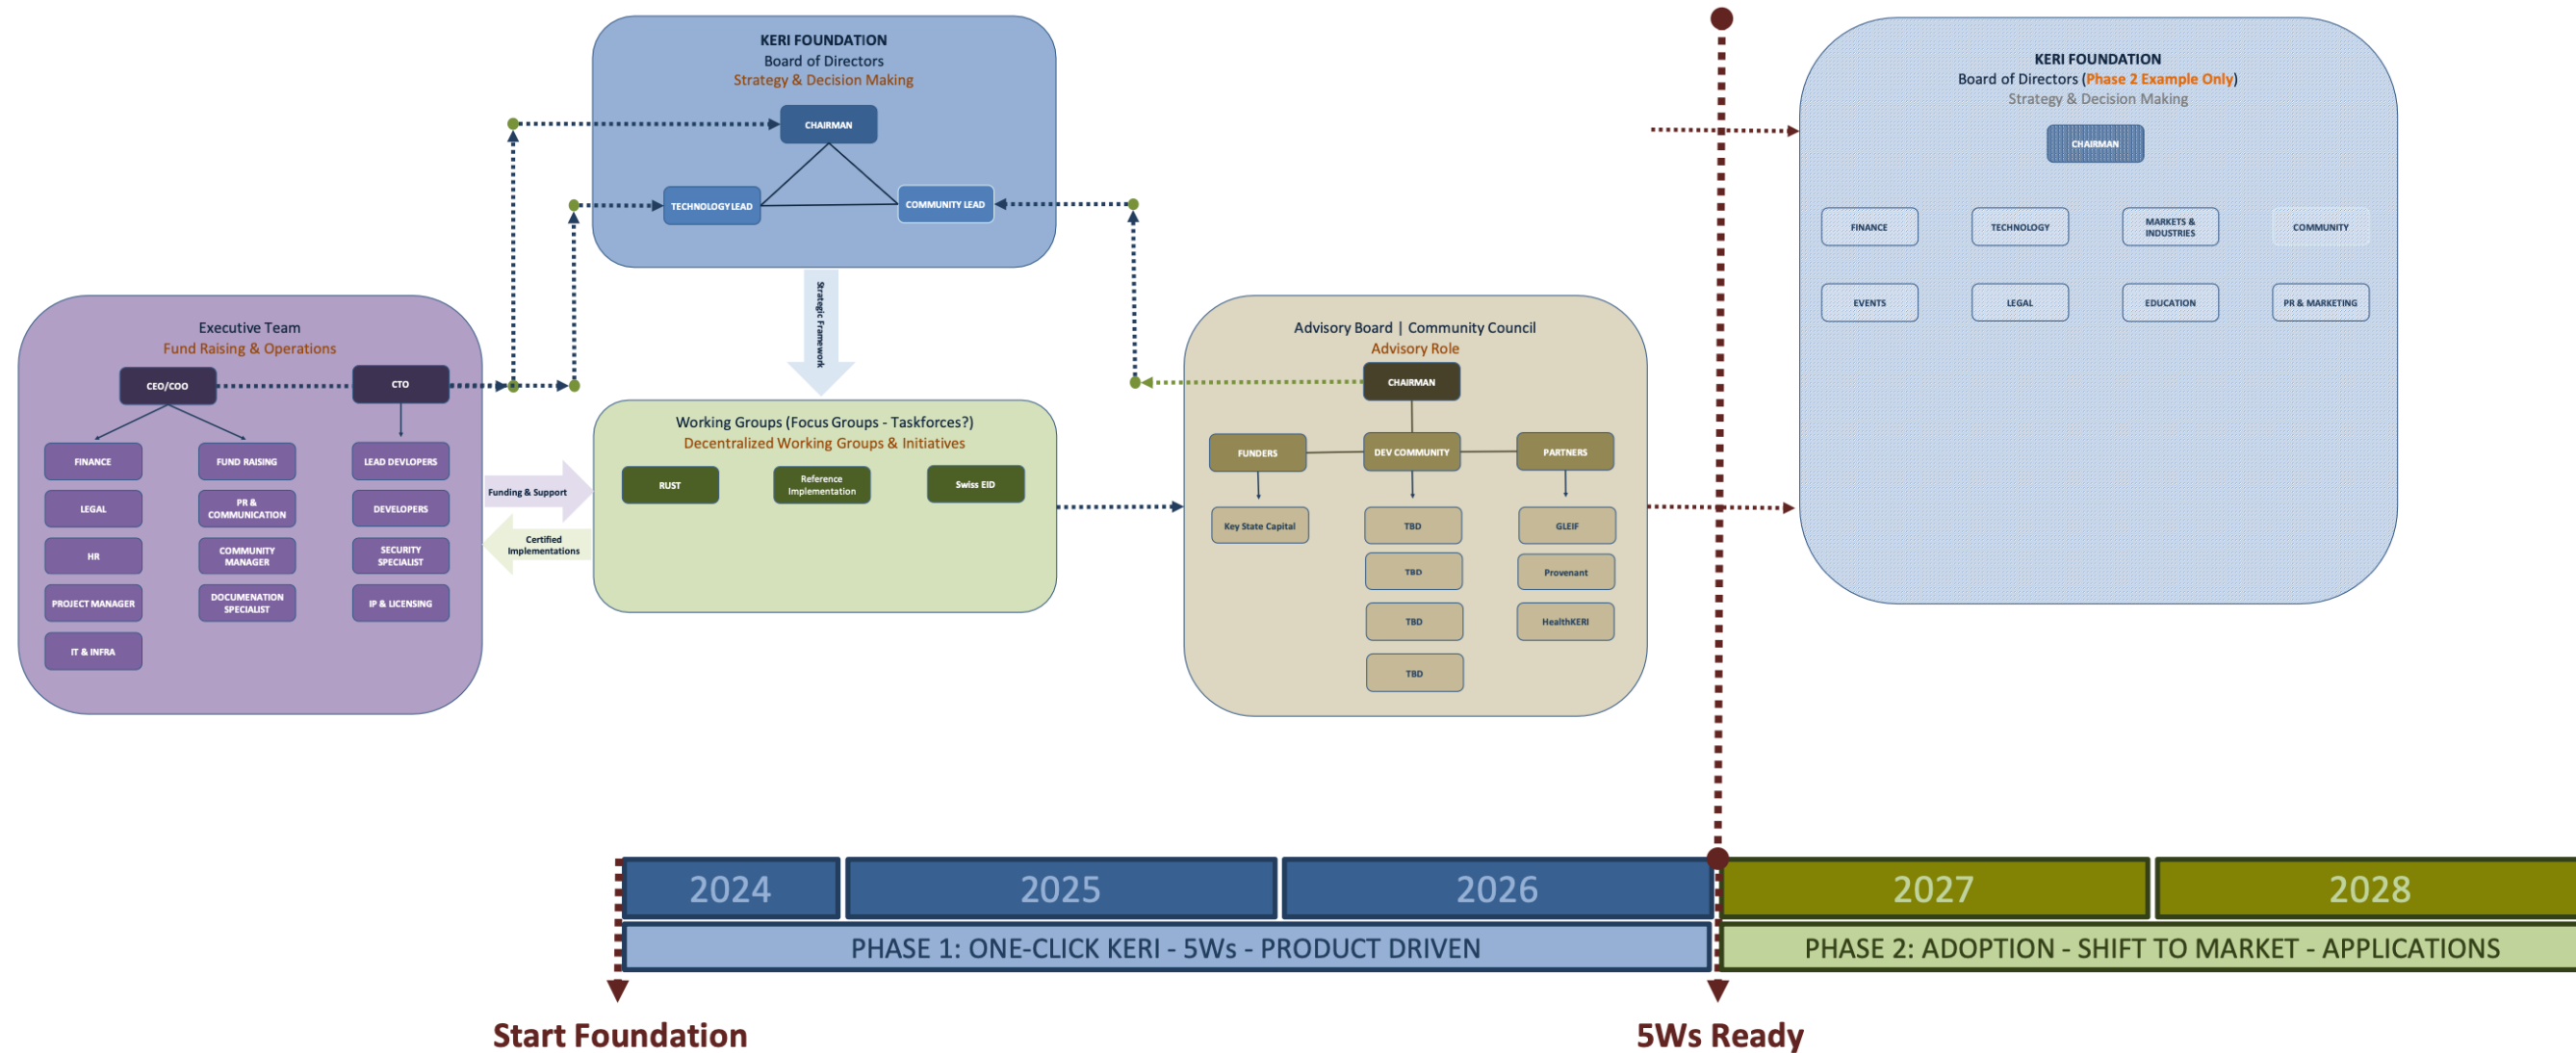 KERI FOUNDATION
Board of Directors
Strategy & Decision Making
CHAIRMAN
TECHNOLOGY LEAD
COMMUNITY LEAD
Strategic Framework
Executive Team
Fund Raising & Operations
CEO/COO
CTO
FINANCE
FUND RAISING
LEAD DEVLOPERS
LEGAL
PR &
COMMUNICATION
DEVELOPERS
HR
COMMUNITY
MANAGER
SECURITY
SPECIALIST
PROJECT MANAGER
DOCUMENATION
SPECIALIST
IP & LICENSING
IT & INFRA
Funding & Support
Certified
Implementations
Working Groups (Focus Groups - Taskforces?)
Decentralized Working Groups & Initiatives
RUST
Reference
Implementation
Swiss EID
Advisory Board | Community Council
Advisory Role
CHAIRMAN
FUNDERS
DEV COMMUNITY
PARTNERS
Key State Capital
TBD
GLEIF
TBD
Provenant
TBD
HealthKERI
TBD
KERI FOUNDATION
Board of Directors (Phase 2 Example Only)
Strategy & Decision Making
CHAIRMAN
FINANCE
TECHNOLOGY
MARKETS &
INDUSTRIES
COMMUNITY
EVENTS
LEGAL
EDUCATION
PR & MARKETING
2024
2025
2026
2027
2028
PHASE 1: ONE-CLICK KERI - 5Ws - PRODUCT DRIVEN
PHASE 2: ADOPTION - SHIFT TO MARKET - APPLICATIONS
Start Foundation
5Ws Ready